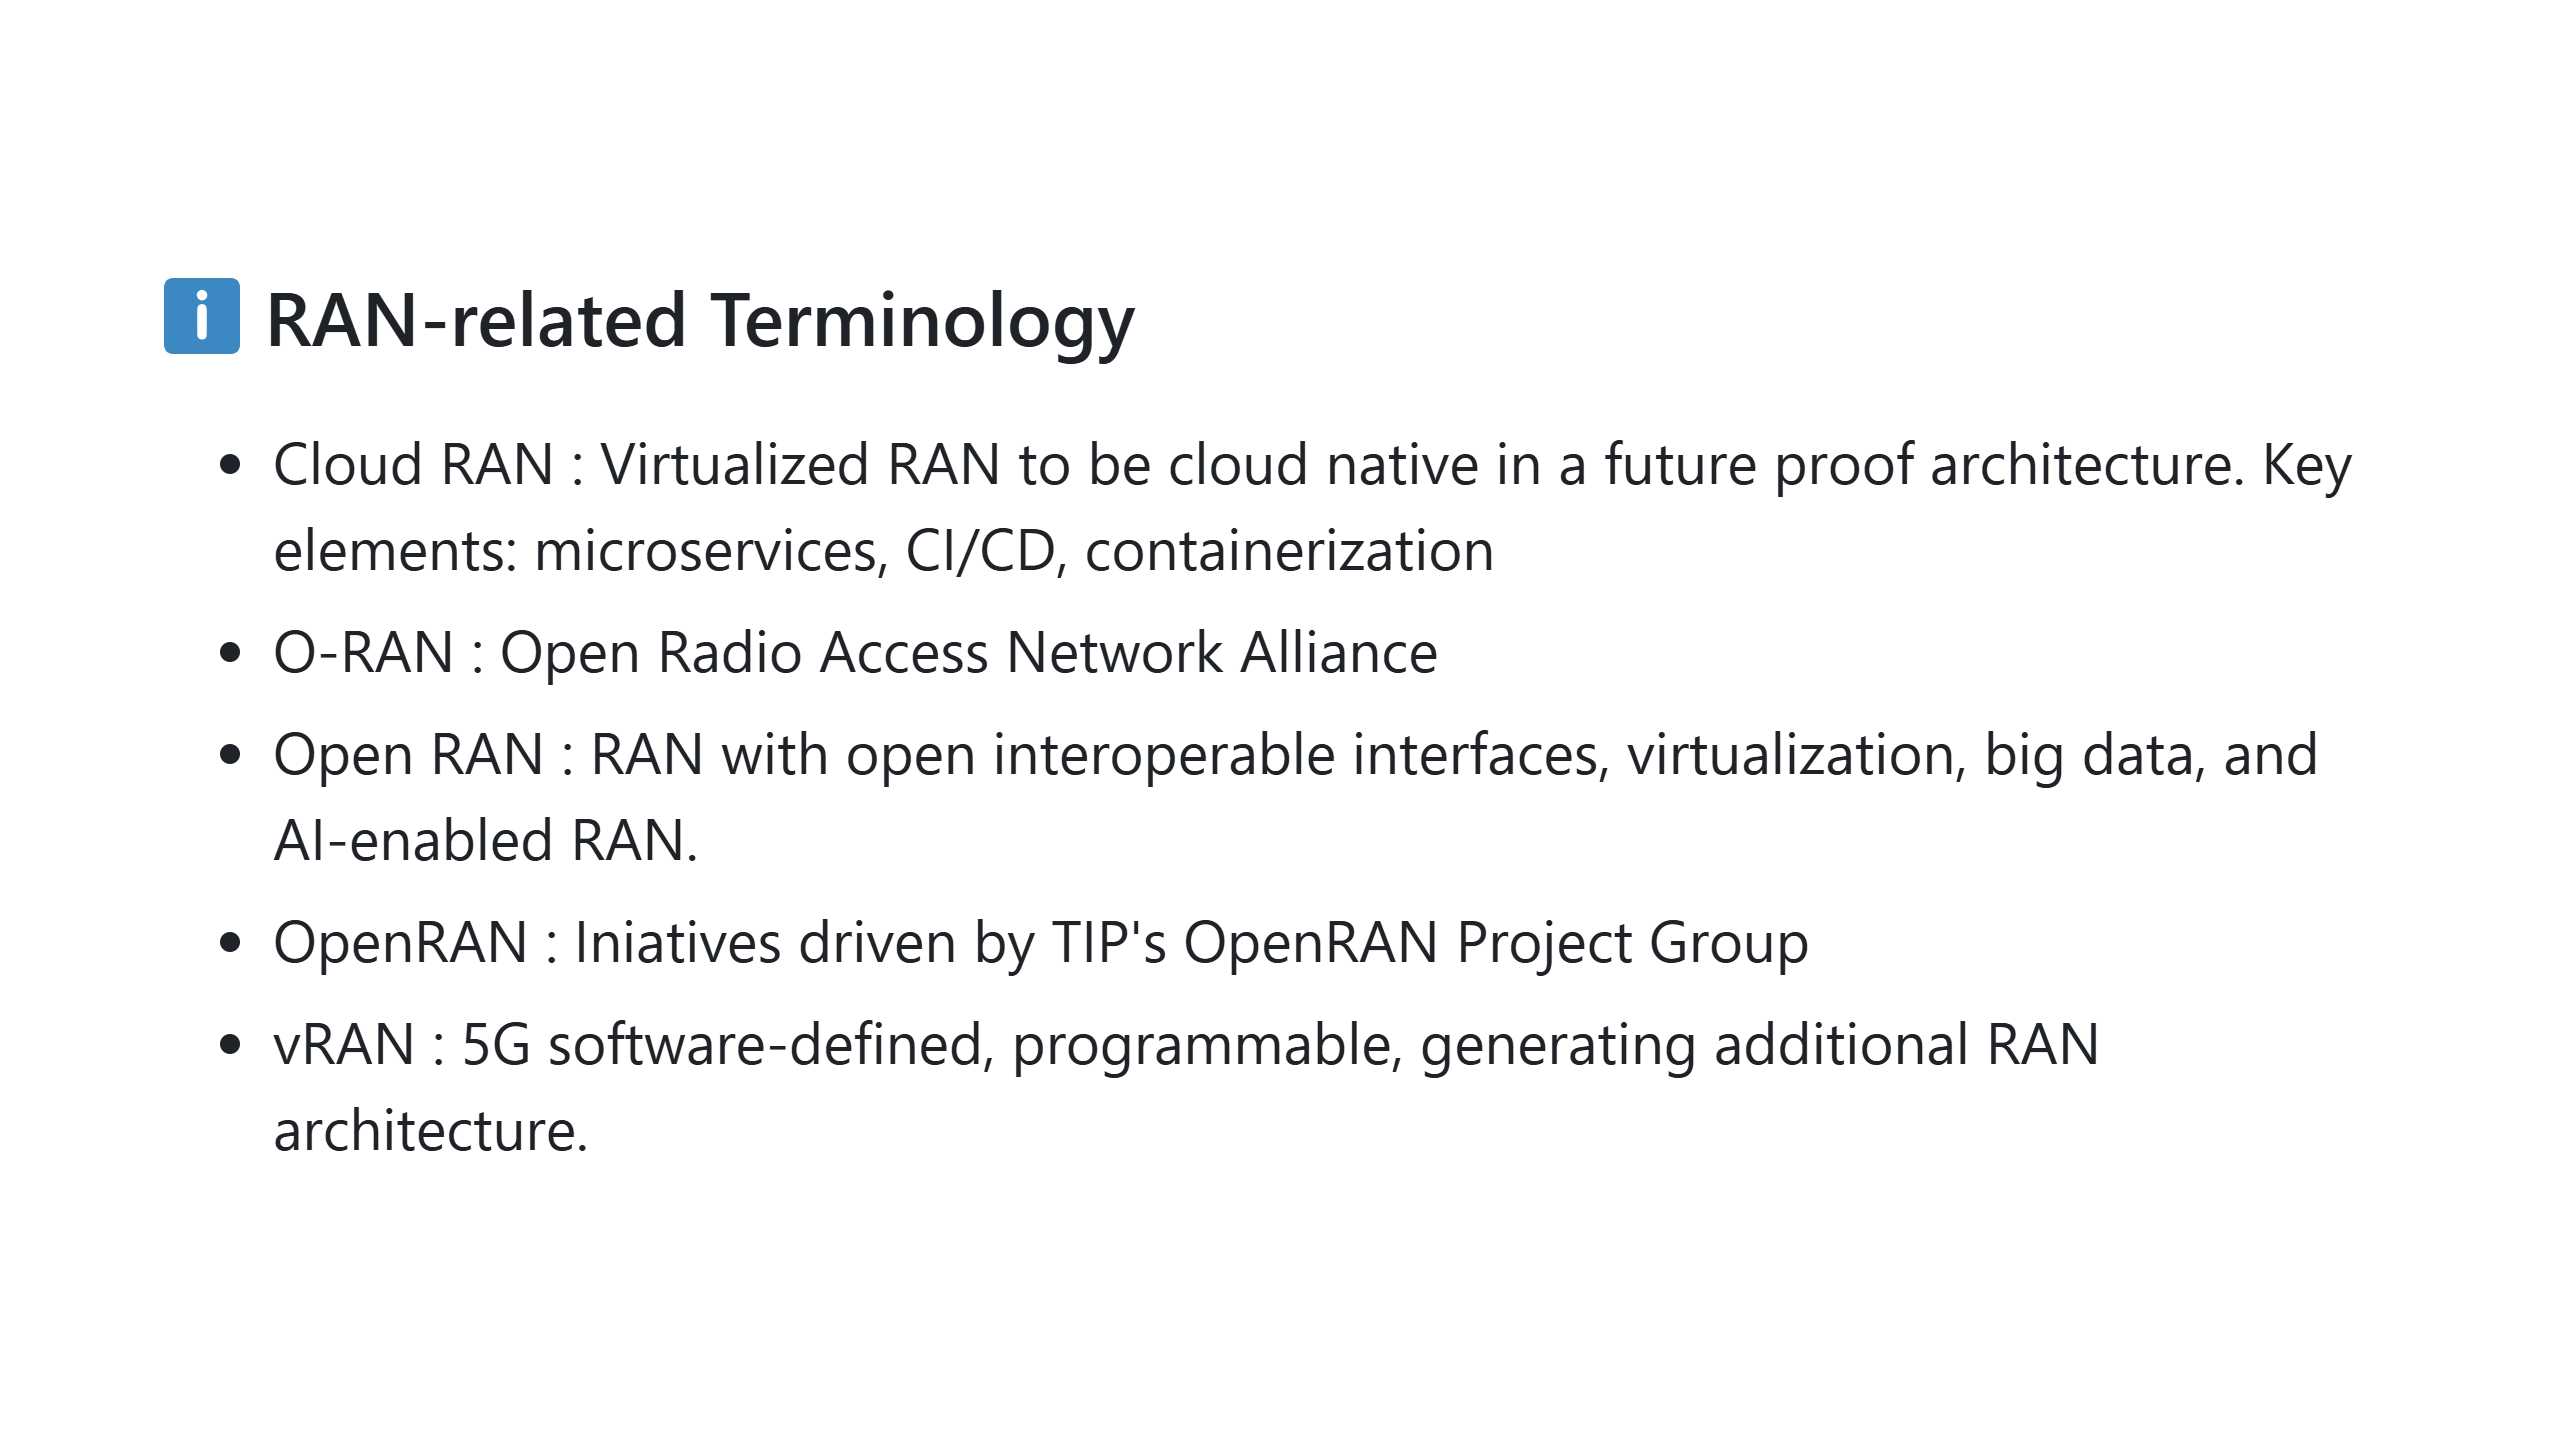 ℹ️ RAN-related Terminology
• Cloud RAN : Virtualized RAN to be cloud native in a future proof architecture. Key
elements: microservices, CI/CD, containerization
• O-RAN : Open Radio Access Network Alliance
• Open RAN : RAN with open interoperable interfaces, virtualization, big data, and
AI-enabled RAN.
• OpenRAN : Iniatives driven by TIP's OpenRAN Project Group
• vRAN : 5G software-defined, programmable, generating additional RAN
architecture.